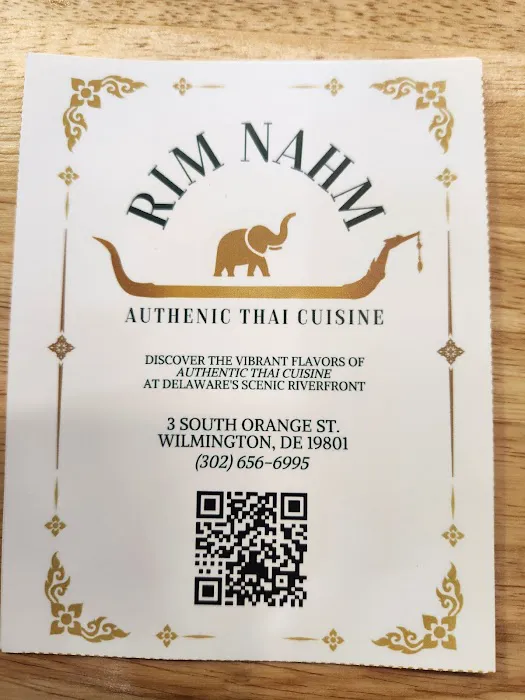 RIM NAHM
AUTHENIC THAI CUISINE
DISCOVER THE VIBRANT FLAVORS OF
AUTHENTIC THAI CUISINE
AT DELAWARE'S SCENIC RIVERFRONT
3 SOUTH ORANGE ST.
WILMINGTON, DE 19801
(302) 656-6995